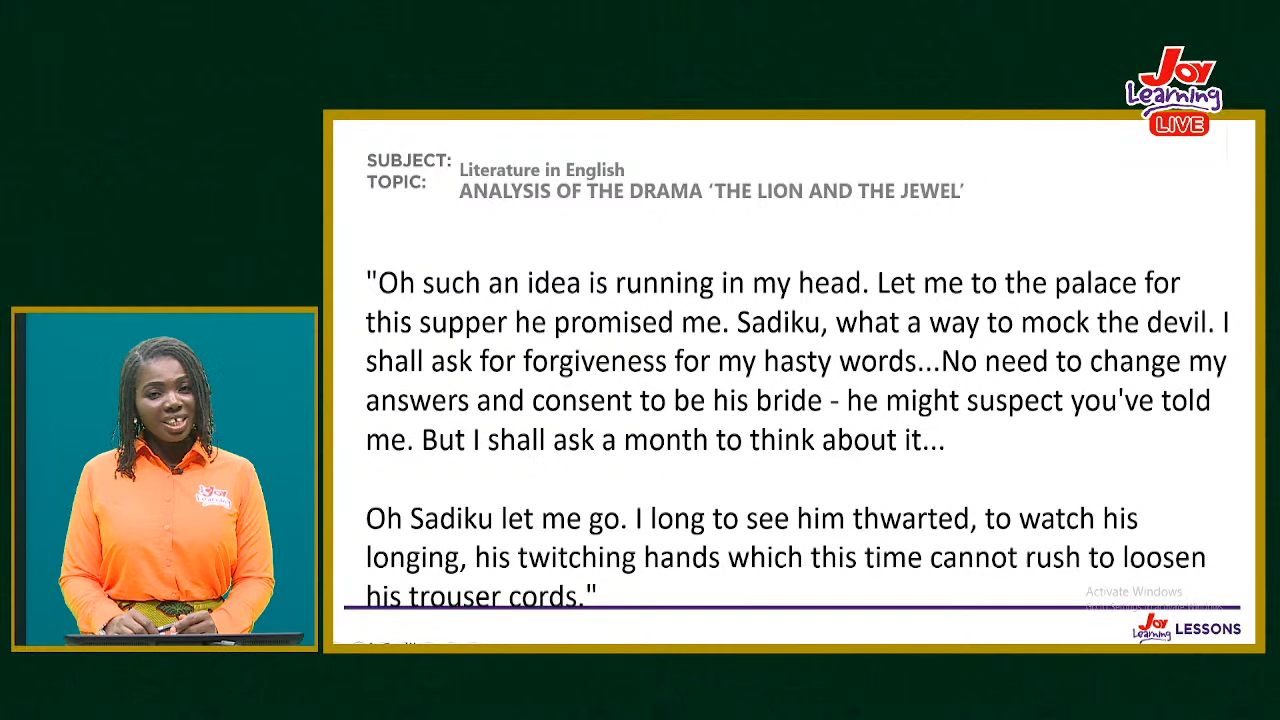 Joy
Learning
LIVE
SUBJECT: Literature in English
TOPIC: ANALYSIS OF THE DRAMA ‘THE LION AND THE JEWEL’
"Oh such an idea is running in my head. Let me to the palace for
this supper he promised me. Sadiku, what a way to mock the devil. I
shall ask for forgiveness for my hasty words...No need to change my
answers and consent to be his bride - he might suspect you've told
me. But I shall ask a month to think about it...
Oh Sadiku let me go. I long to see him thwarted, to watch his
longing, his twitching hands which this time cannot rush to loosen
his trouser cords."
Activate Windows
Joy Learning LESSONS
Joy Learning